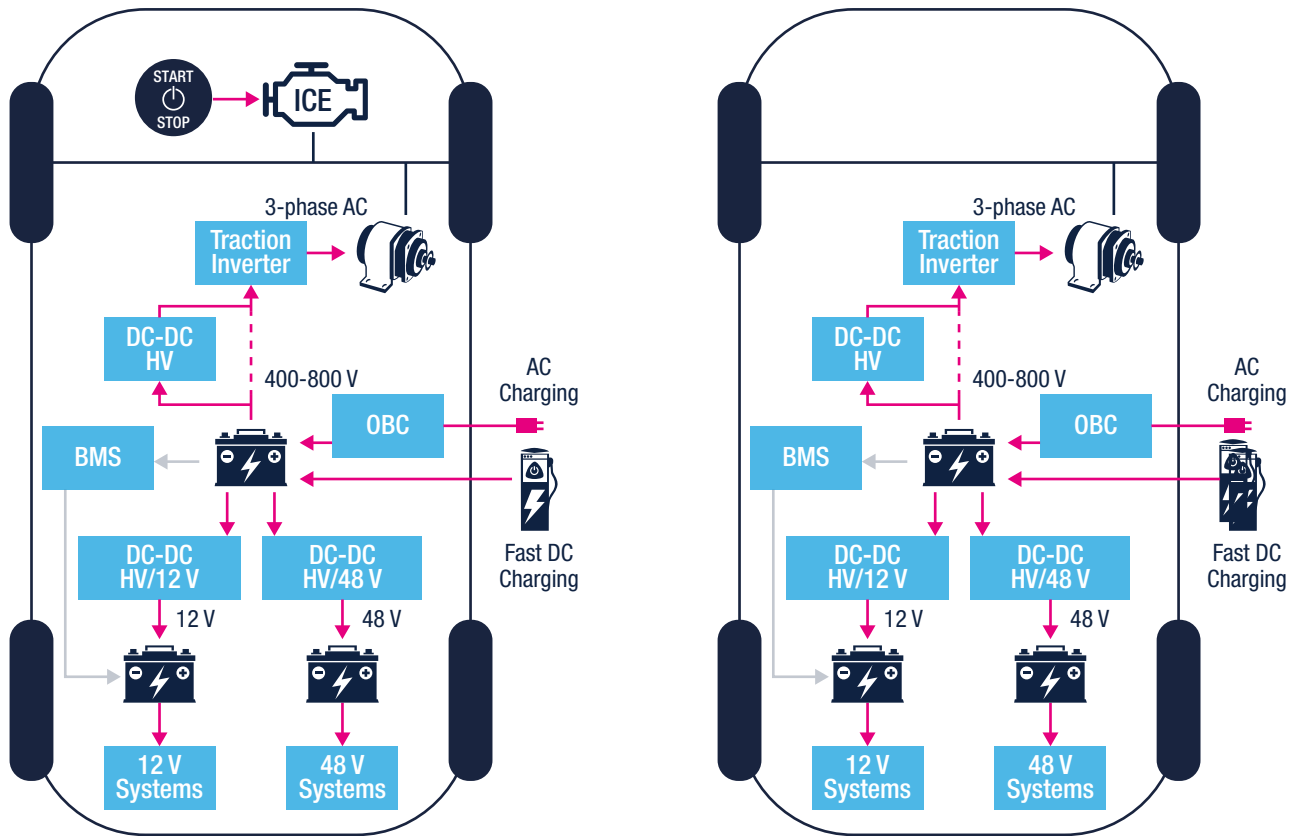 START
STOP
ICE
3-phase AC
Traction
Inverter
DC-DC
HV
400-800 V
AC
Charging
OBC
BMS
DC-DC
HV/12 V
DC-DC
HV/48 V
Fast DC
Charging
12 V
48 V
12 V
Systems
48 V
Systems
3-phase AC
Traction
Inverter
DC-DC
HV
400-800 V
AC
Charging
OBC
BMS
DC-DC
HV/12 V
DC-DC
HV/48 V
Fast DC
Charging
12 V
48 V
12 V
Systems
48 V
Systems